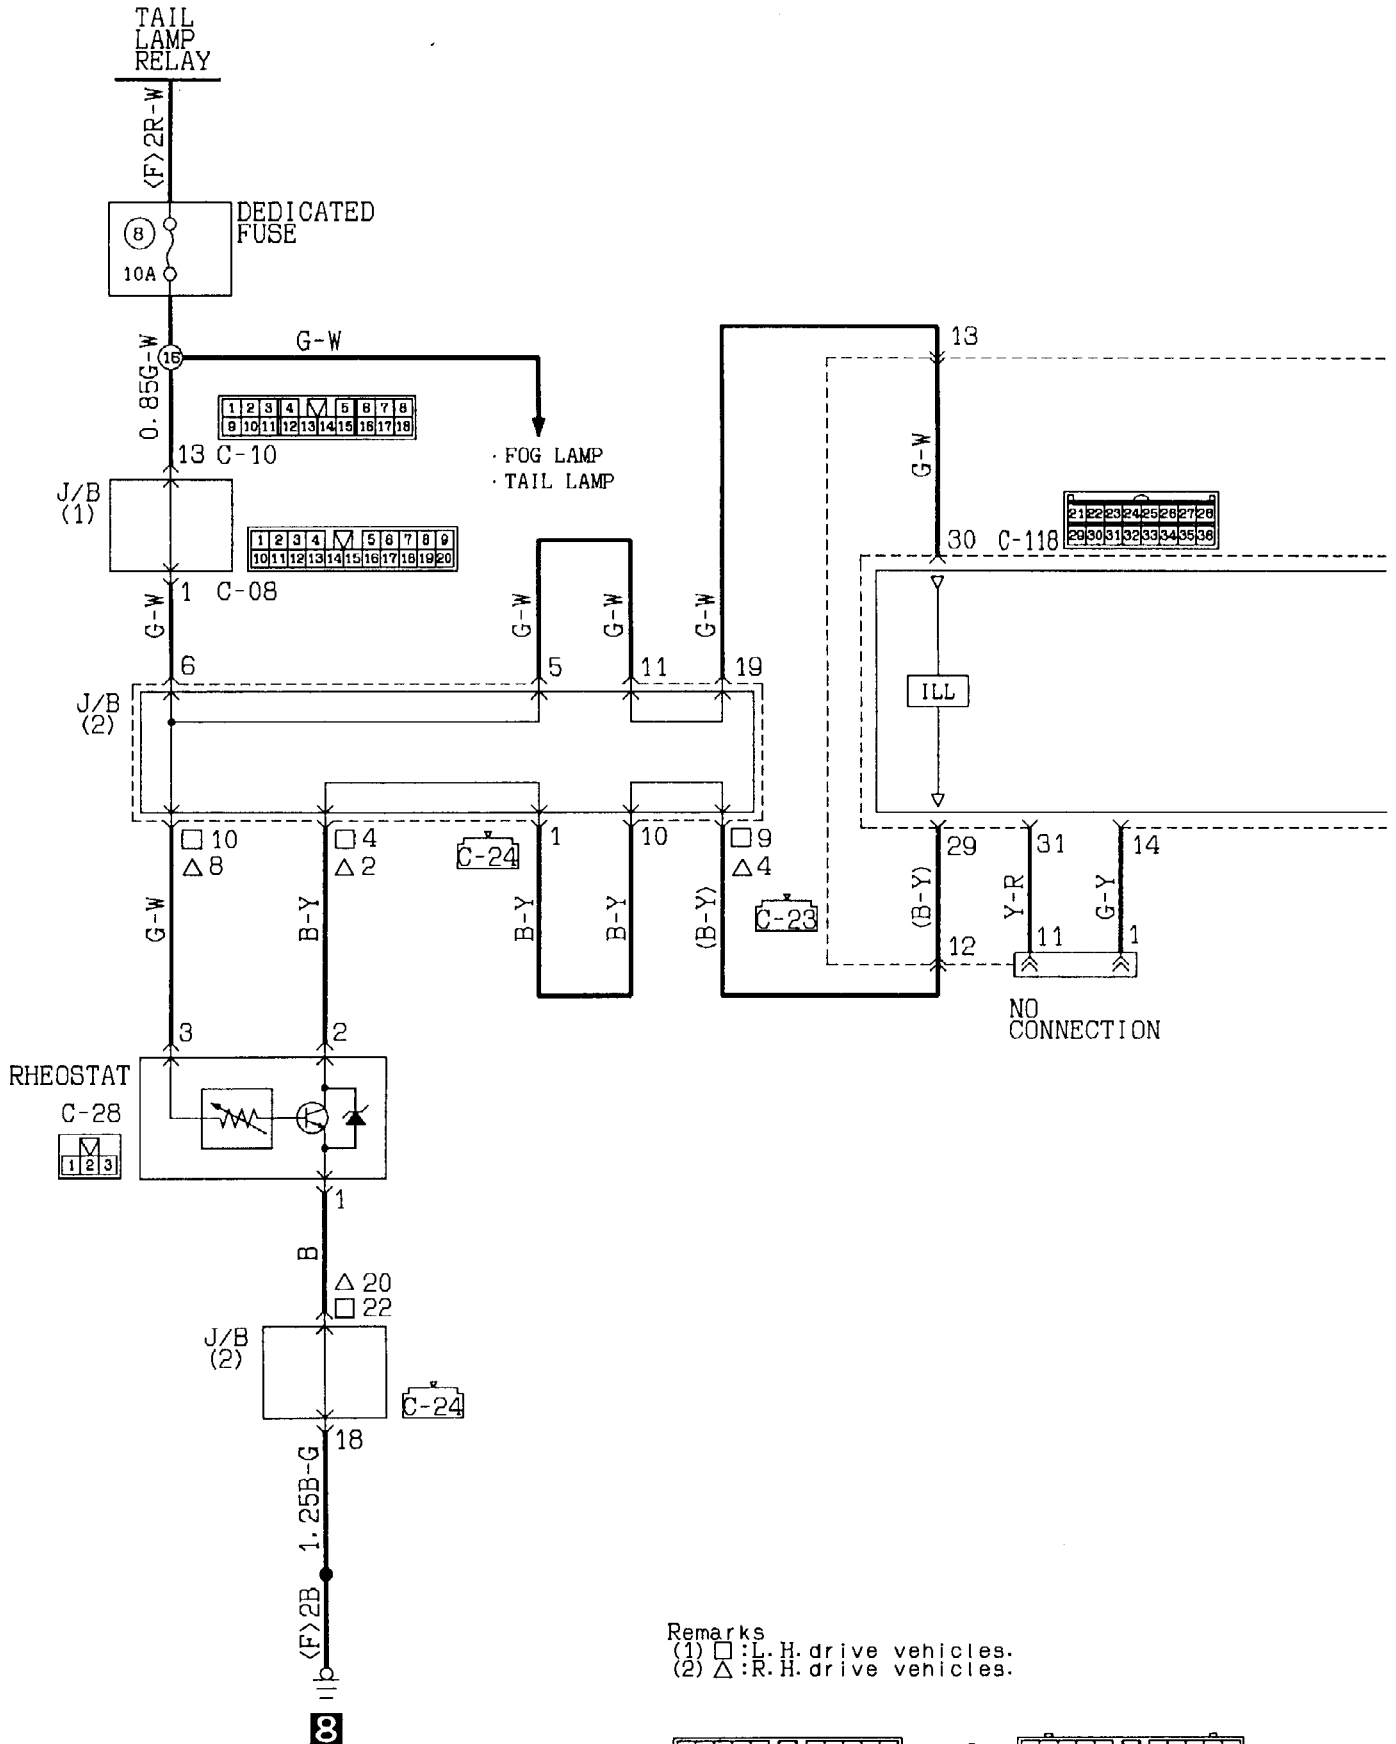 TAIL
LAMP
RELAY
<F>2R-W
DEDICATED
FUSE
8
10A
0.85G-W
16
G-W
· FOG LAMP
· TAIL LAMP
1 2 3 4 5 6 7 8
9 10 11 12 13 14 15 16 17 18
13 C-10
J/B
(1)
1 2 3 4 5 6 7 8 9
10 11 12 13 14 15 16 17 18 19 20
1 C-08
G-W
G-W
G-W
G-W
13
G-W
30 C-118
21 22 23 24 25 26 27 28
29 30 31 32 33 34 35 36
6
5
11
19
J/B
(2)
ILL
□ 10
△ 8
□ 4
△ 2
C-24
1
10
□ 9
△ 4
C-23
29
31
14
G-W
B-Y
B-Y
B-Y
(B-Y)
(B-Y)
Y-R
G-Y
12
11
1
NO
CONNECTION
3
2
RHEOSTAT
C-28
1 2 3
1
B
△ 20
□ 22
J/B
(2)
C-24
18
1.25B-G
<F>2B
8
Remarks
(1) □ :L.H. drive vehicles.
(2) △ :R.H. drive vehicles.